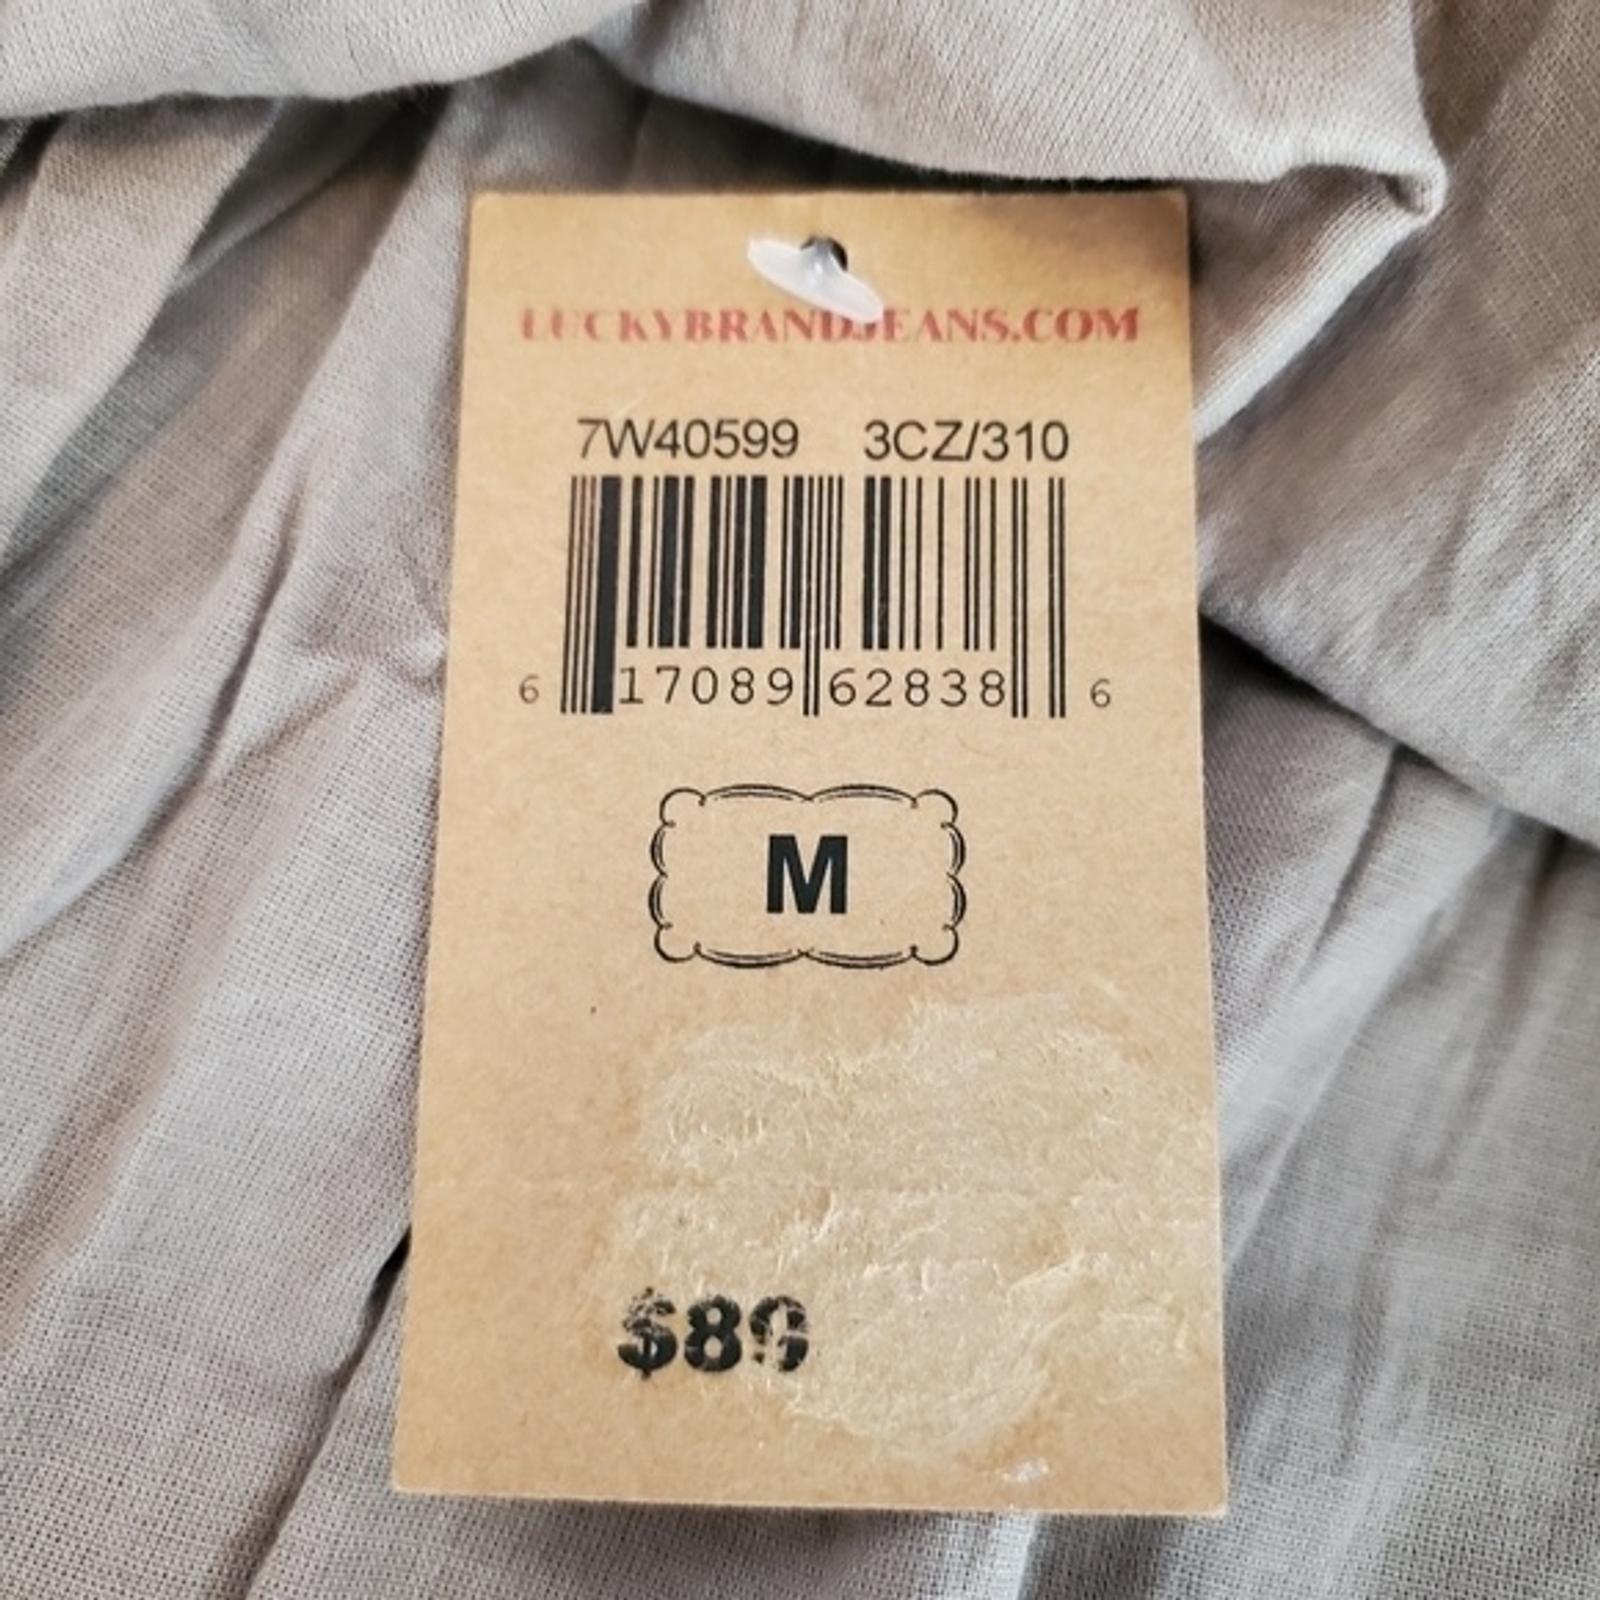 LUCKYBRANDJEANS.COM
7W40599 3CZ/310
6 17089 62838 6
M
$89